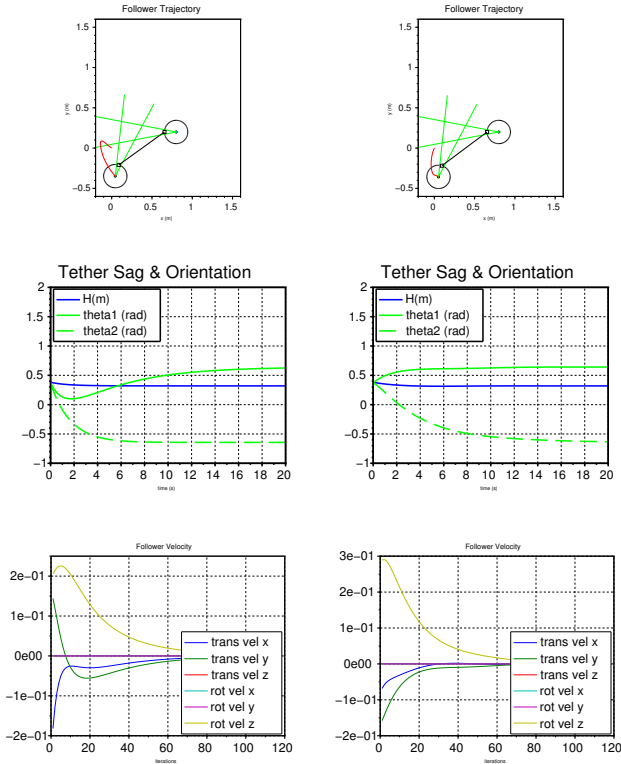 Follower Trajectory
1.5
1
0.5
0
−0.5
y (m)
0
0.5
1
1.5
x (m)
Follower Trajectory
1.5
1
0.5
0
−0.5
y (m)
0
0.5
1
1.5
x (m)
Tether Sag & Orientation
2
1.5
1
0.5
0
−0.5
−1
H(m)
theta1 (rad)
theta2 (rad)
0 2 4 6 8 10 12 14 16 18 20
time (s)
Tether Sag & Orientation
2
1.5
1
0.5
0
−0.5
−1
H(m)
theta1 (rad)
theta2 (rad)
0 2 4 6 8 10 12 14 16 18 20
time (s)
Follower Velocity
2e−01
1e−01
0e00
−1e−01
−2e−01
trans vel x
trans vel y
trans vel z
rot vel x
rot vel y
rot vel z
0 20 40 60 80 100 120
iterations
Follower Velocity
3e−01
2e−01
1e−01
0e00
−1e−01
−2e−01
trans vel x
trans vel y
trans vel z
rot vel x
rot vel y
rot vel z
0 20 40 60 80 100 120
iterations